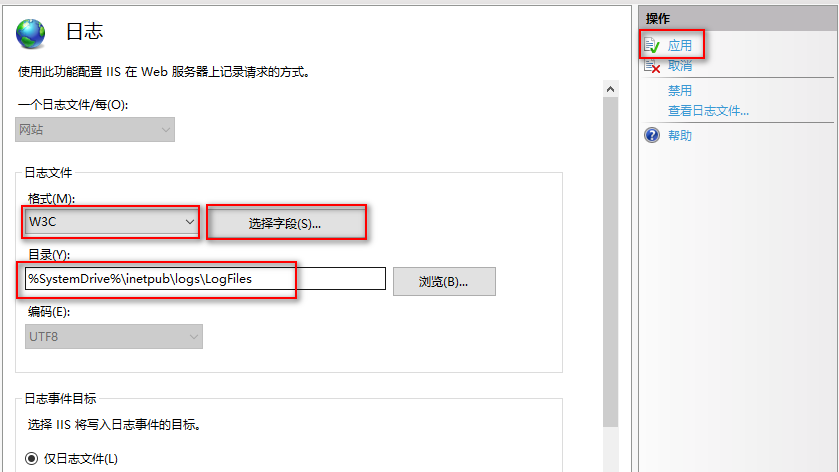 日志
使用此功能配置 IIS 在 Web 服务器上记录请求的方式。
一个日志文件/每(O):
网站
日志文件
格式(M):
W3C
选择字段(S)...
目录(Y):
%SystemDrive%\inetpub\logs\LogFiles
浏览(B)...
编码(E):
UTF8
日志事件目标
选择 IIS 将写入日志事件的目标。
仅日志文件(L)
操作
应用
取消
禁用
查看日志文件...
帮助